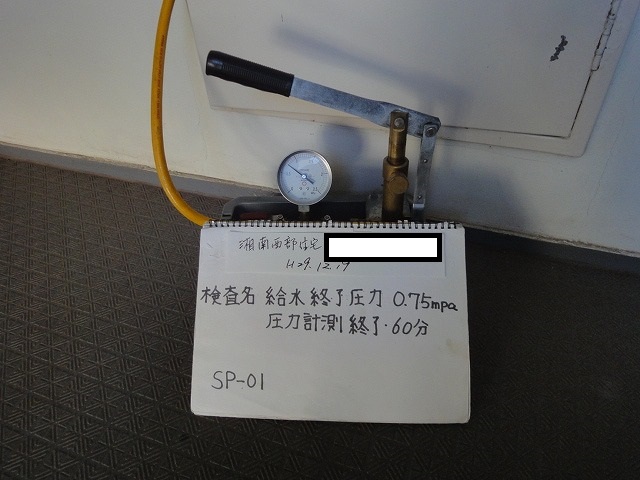 湘南西部住宅
H29.12.19
検査名 給水終了圧力 0.75mpa
圧力計測終了・60分
SP-01